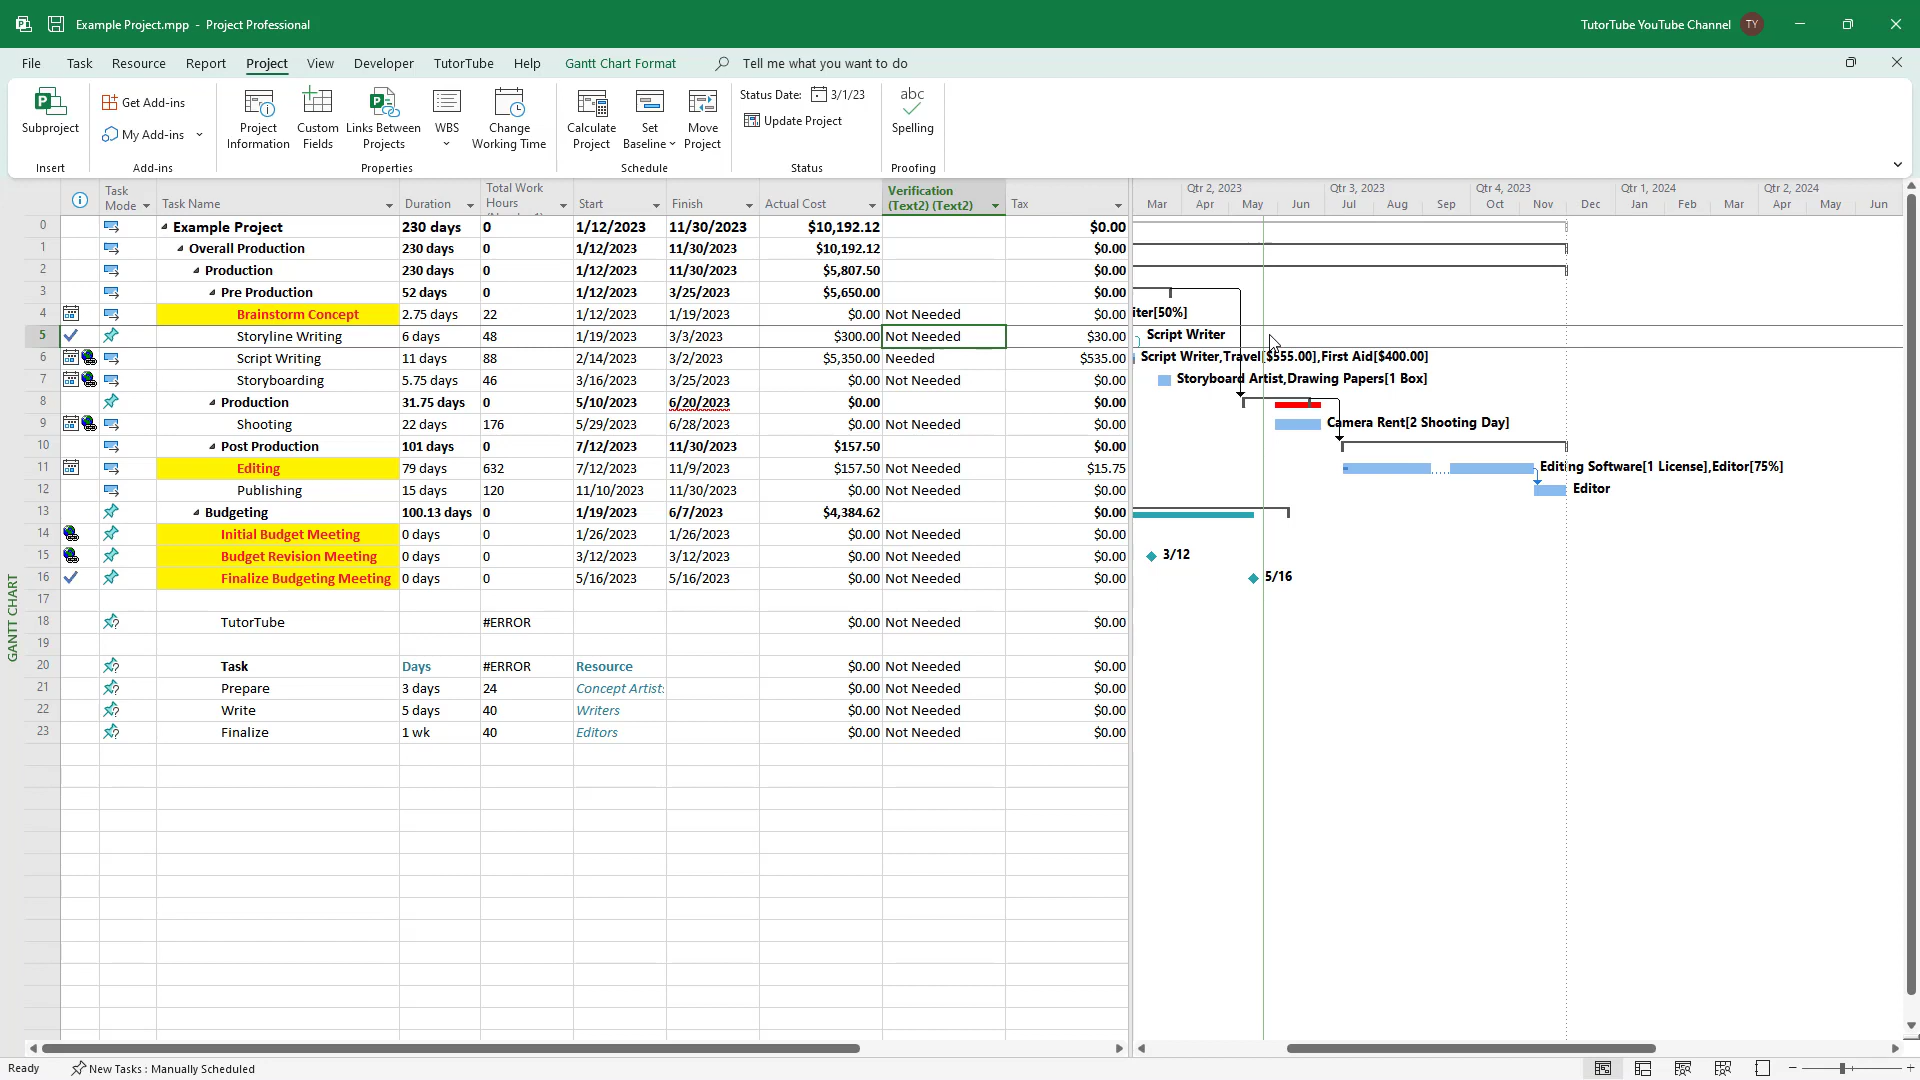 Example Project.mpp - Project Professional
TutorTube YouTube Channel TY
File Task Resource Report Project View Developer TutorTube Help Gantt Chart Format Tell me what you want to do
Subproject
Insert
Get Add-ins
My Add-ins
Add-ins
Project Information
Custom Fields
Links Between Projects
WBS
Change Working Time
Properties
Calculate Project
Set Baseline
Move Project
Schedule
Status Date: 3/1/23
Update Project
Status
abc
Spelling
Proofing
Task Mode Task Name Duration Total Work Hours Start Finish Actual Cost Verification (Text2) (Text2) Tax
Qtr 2, 2023 Qtr 3, 2023 Qtr 4, 2023 Qtr 1, 2024 Qtr 2, 2024
Mar Apr May Jun Jul Aug Sep Oct Nov Dec Jan Feb Mar Apr May Jun
0 Example Project 230 days 0 1/12/2023 11/30/2023 $10,192.12 $0.00
1 Overall Production 230 days 0 1/12/2023 11/30/2023 $10,192.12 $0.00
2 Production 230 days 0 1/12/2023 11/30/2023 $5,807.50 $0.00
3 Pre Production 52 days 0 1/12/2023 3/25/2023 $5,650.00 $0.00
4 Brainstorm Concept 2.75 days 22 1/12/2023 1/19/2023 $0.00 Not Needed $0.00 iter[50%]
5 Storyline Writing 6 days 48 1/19/2023 3/3/2023 $300.00 Not Needed $30.00 Script Writer
6 Script Writing 11 days 88 2/14/2023 3/2/2023 $5,350.00 Needed $535.00 Script Writer,Travel[$555.00],First Aid[$400.00]
7 Storyboarding 5.75 days 46 3/16/2023 3/25/2023 $0.00 Not Needed $0.00 Storyboard Artist,Drawing Papers[1 Box]
8 Production 31.75 days 0 5/10/2023 6/20/2023 $0.00 $0.00
9 Shooting 22 days 176 5/29/2023 6/28/2023 $0.00 Not Needed $0.00 Camera Rent[2 Shooting Day]
10 Post Production 101 days 0 7/12/2023 11/30/2023 $157.50 $0.00
11 Editing 79 days 632 7/12/2023 11/9/2023 $157.50 Not Needed $15.75 Editing Software[1 License],Editor[75%]
12 Publishing 15 days 120 11/10/2023 11/30/2023 $0.00 Not Needed $0.00 Editor
13 Budgeting 100.13 days 0 1/19/2023 6/7/2023 $4,384.62 $0.00
14 Initial Budget Meeting 0 days 0 1/26/2023 1/26/2023 $0.00 Not Needed $0.00
15 Budget Revision Meeting 0 days 0 3/12/2023 3/12/2023 $0.00 Not Needed $0.00 3/12
16 Finalize Budgeting Meeting 0 days 0 5/16/2023 5/16/2023 $0.00 Not Needed $0.00 5/16
17
18 TutorTube #ERROR $0.00 Not Needed $0.00
19
20 Task Days #ERROR Resource $0.00 Not Needed $0.00
21 Prepare 3 days 24 Concept Artist $0.00 Not Needed $0.00
22 Write 5 days 40 Writers $0.00 Not Needed $0.00
23 Finalize 1 wk 40 Editors $0.00 Not Needed $0.00
GANTT CHART
Ready New Tasks : Manually Scheduled